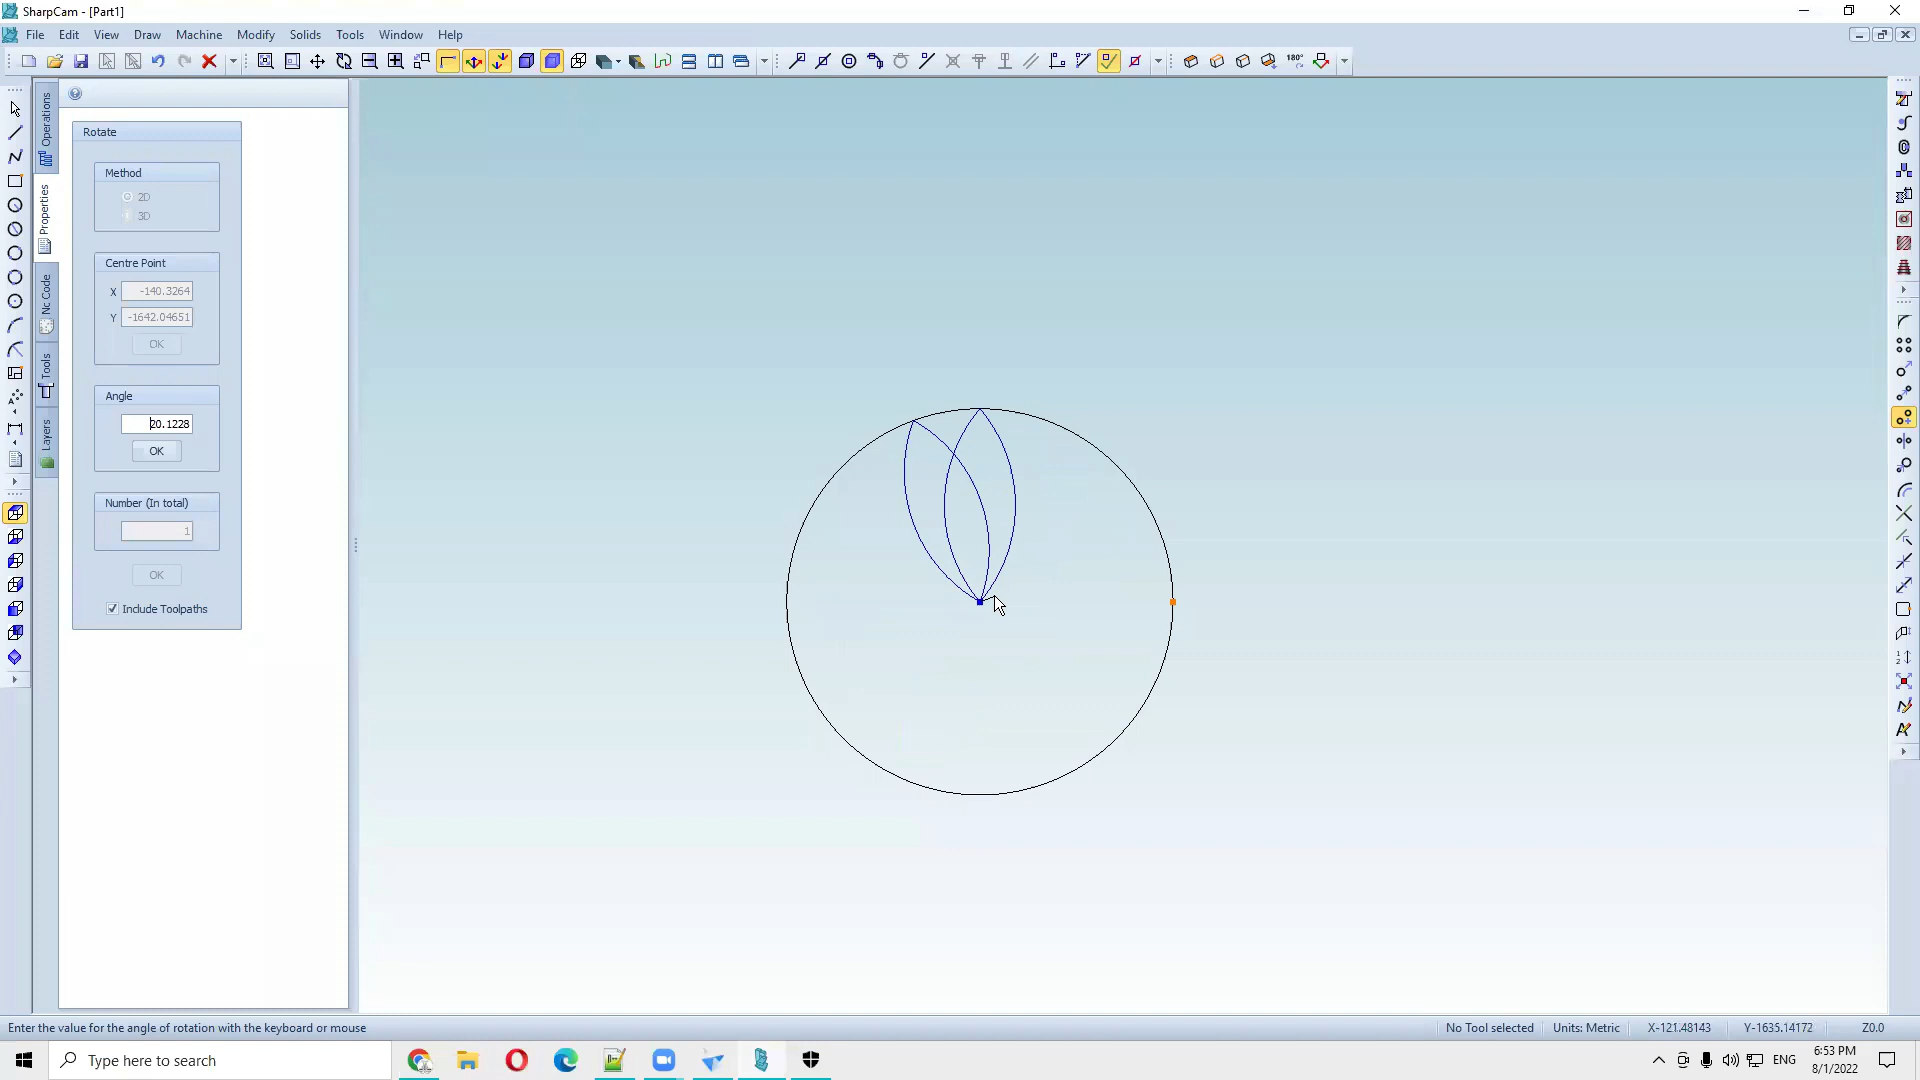 SharpCam - [Part1]
File Edit View Draw Machine Modify Solids Tools Options Window Help
180°
Operations
Properties
Nc Code
Tools
Layers
Rotate
Method
2D
3D
Centre Point
X -140.3264
Y -1642.04651
OK
Angle
20.1228
OK
Number (In total)
1
OK
Include Toolpaths
Enter the value for the angle of rotation with the keyboard or mouse
No Tool selected Units: Metric X-121.48143 Y-1635.14172 Z0.0
Type here to search
ENG
6:53 PM
8/1/2022